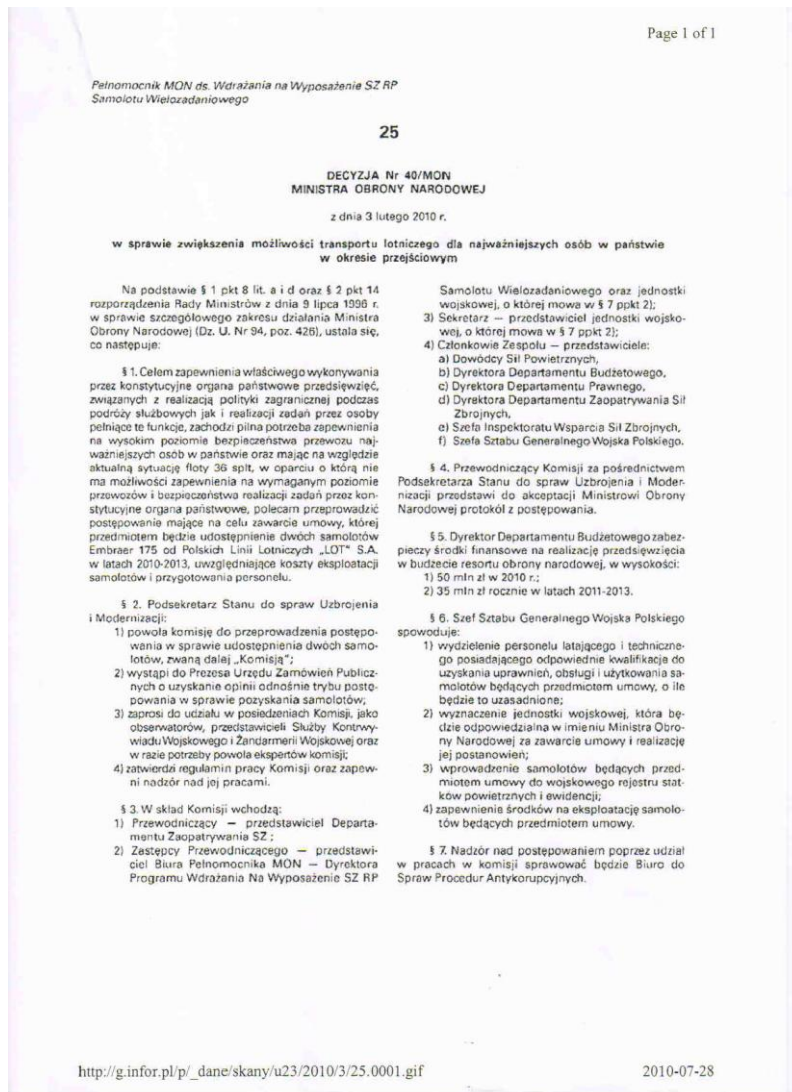 Page 1 of 1
Pełnomocnik MON ds. Wdrażania na Wyposażenie SZ RP
Samolotu Wielozadaniowego
25
DECYZJA Nr 40/MON
MINISTRA OBRONY NARODOWEJ
z dnia 3 lutego 2010 r.
w sprawie zwiększenia możliwości transportu lotniczego dla najważniejszych osób w państwie
w okresie przejściowym
Na podstawie § 1 pkt 8 lit. a i d oraz § 2 pkt 14
rozporządzenia Rady Ministrów z dnia 9 lipca 1996 r.
w sprawie szczegółowego zakresu działania Ministra
Obrony Narodowej (Dz. U. Nr 94, poz. 426), ustala się,
co następuje:
§ 1. Celem zapewnienia właściwego wykonywania
przez konstytucyjne organa państwowe przedsięwzięć,
związanych z realizacją polityki zagranicznej podczas
podróży służbowych jak i realizacji zadań przez osoby
pełniące te funkcje, zachodzi pilna potrzeba zapewnienia
na wysokim poziomie bezpieczeństwa przewozu naj-
ważniejszych osób w państwie oraz mając na względzie
aktualną sytuację floty 36 splt, w oparciu o którą nie
ma możliwości zapewnienia na wymaganym poziomie
przewozów i bezpieczeństwa realizacji zadań przez kon-
stytucyjne organa państwowe, polecam przeprowadzić
postępowanie mające na celu zawarcie umowy, której
przedmiotem będzie udostępnienie dwóch samolotów
Embraer 175 od Polskich Linii Lotniczych „LOT" S.A.
w latach 2010-2013, uwzględniające koszty eksploatacji
samolotów i przygotowania personelu.
§ 2. Podsekretarz Stanu do spraw Uzbrojenia
i Modernizacji:
1) powoła komisję do przeprowadzenia postępo-
wania w sprawie udostępnienia dwóch samo-
lotów, zwaną dalej „Komisją";
2) wystąpi do Prezesa Urzędu Zamówień Publicz-
nych o uzyskanie opinii odnośnie trybu postę-
powania w sprawie pozyskania samolotów;
3) zaprosi do udziału w posiedzeniach Komisji, jako
obserwatorów, przedstawicieli Służby Kontrwy-
wiadu Wojskowego i Żandarmerii Wojskowej oraz
w razie potrzeby powoła ekspertów komisji;
4) zatwierdzi regulamin pracy Komisji oraz zapew-
ni nadzór nad jej pracami.
§ 3. W skład Komisji wchodzą:
1) Przewodniczący — przedstawiciel Departa-
mentu Zaopatrywania SZ ;
2) Zastępcy Przewodniczącego — przedstawi-
ciel Biura Pełnomocnika MON — Dyrektora
Programu Wdrażania Na Wyposażenie SZ RP
Samolotu Wielozadaniowego oraz jednostki
wojskowej, o której mowa w § 7 ppkt 2);
3) Sekretarz — przedstawiciel jednostki wojsko-
wej, o której mowa w § 7 ppkt 2);
4) Członkowie Zespołu — przedstawiciele:
a) Dowódcy Sił Powietrznych,
b) Dyrektora Departamentu Budżetowego,
c) Dyrektora Departamentu Prawnego,
d) Dyrektora Departamentu Zaopatrywania Sił
Zbrojnych,
e) Szefa Inspektoratu Wsparcia Sił Zbrojnych,
f) Szefa Sztabu Generalnego Wojska Polskiego.
§ 4. Przewodniczący Komisji za pośrednictwem
Podsekretarza Stanu do spraw Uzbrojenia i Moder-
nizacji przedstawi do akceptacji Ministrowi Obrony
Narodowej protokół z postępowania.
§ 5. Dyrektor Departamentu Budżetowego zabez-
pieczy środki finansowe na realizację przedsięwzięcia
w budżecie resortu obrony narodowej, w wysokości:
1) 50 mln zł w 2010 r.;
2) 35 mln zł rocznie w latach 2011-2013.
§ 6. Szef Sztabu Generalnego Wojska Polskiego
spowoduje:
1) wydzielenie personelu latającego i techniczne-
go posiadającego odpowiednie kwalifikacje do
uzyskania uprawnień, obsługi i użytkowania sa-
molotów będących przedmiotem umowy, o ile
będzie to uzasadnione;
2) wyznaczenie jednostki wojskowej, która bę-
dzie odpowiedzialna w imieniu Ministra Obro-
ny Narodowej za zawarcie umowy i realizację
jej postanowień;
3) wprowadzenie samolotów będących przed-
miotem umowy do wojskowego rejestru stat-
ków powietrznych i ewidencji;
4) zapewnienie środków na eksploatację samolo-
tów będących przedmiotem umowy.
§ 7. Nadzór nad postępowaniem poprzez udział
w pracach w komisji sprawować będzie Biuro do
Spraw Procedur Antykorupcyjnych.
http://g.infor.pl/p/_dane/skany/u23/2010/3/25.0001.gif
2010-07-28